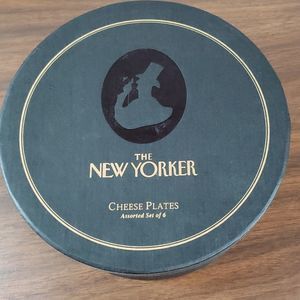 THE
NEW YORKER
CHEESE PLATES
Assorted Set of 6